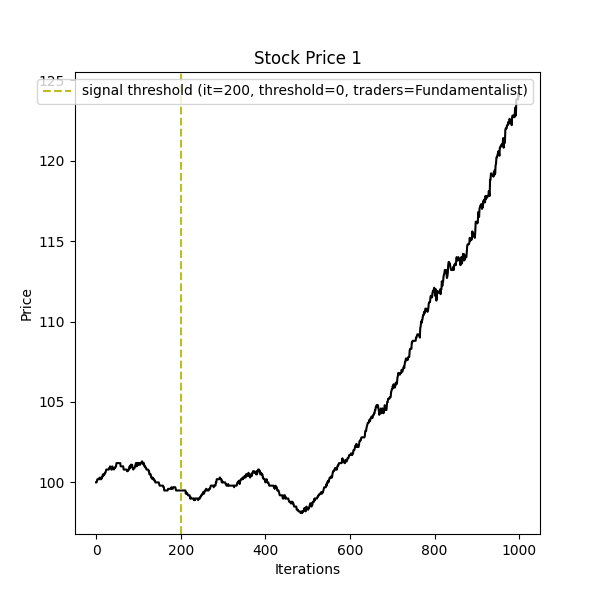 Stock Price 1
signal threshold (it=200, threshold=0, traders=Fundamentalist)
125
120
115
110
105
100
Price
0 200 400 600 800 1000
Iterations